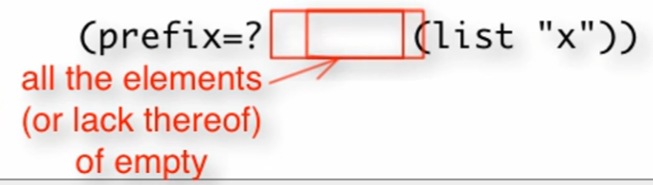 (prefix=? (list "x"))
all the elements
(or lack thereof)
of empty